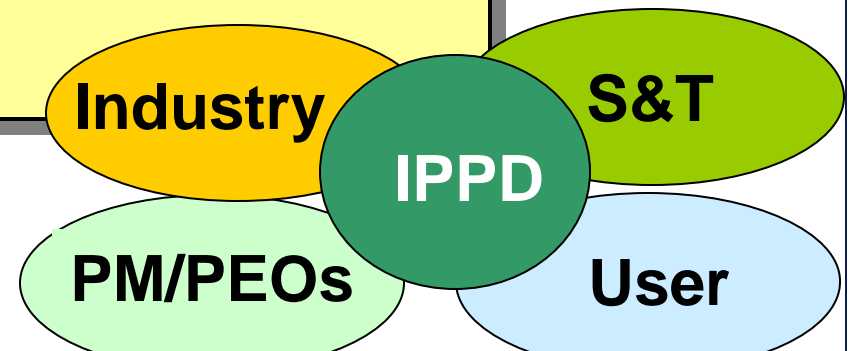 Industry
S&T
IPPD
PM/PEOs
User